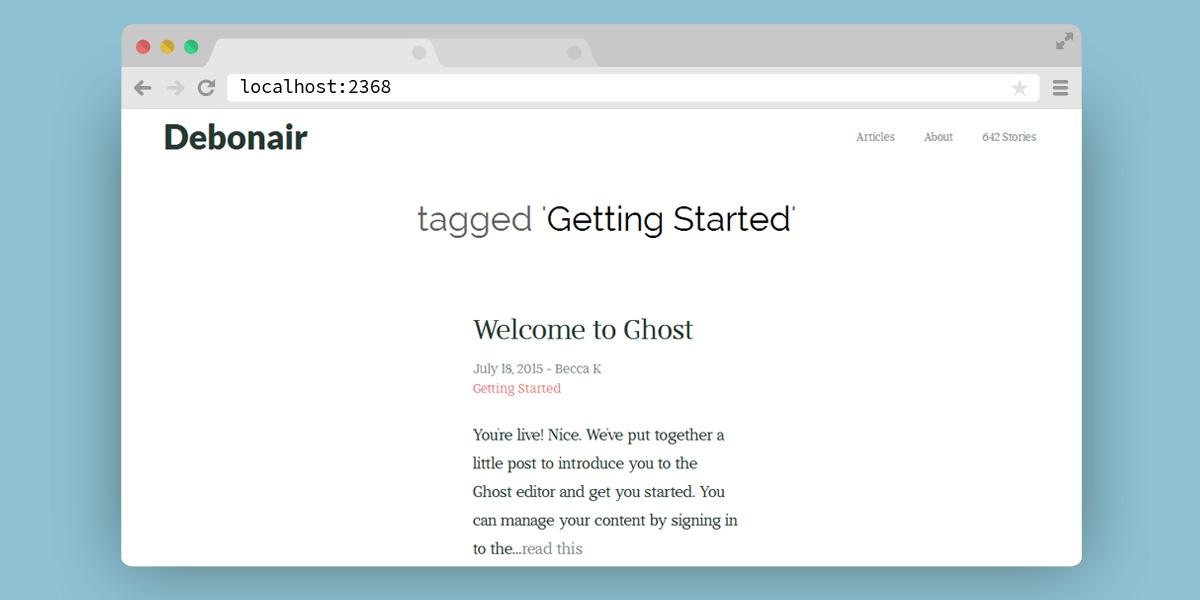 localhost:2368
Debonair
Articles About 642 Stories
tagged 'Getting Started'
Welcome to Ghost
July 18, 2015 - Becca K
Getting Started
You're live! Nice. We've put together a
little post to introduce you to the
Ghost editor and get you started. You
can manage your content by signing in
to the...read this